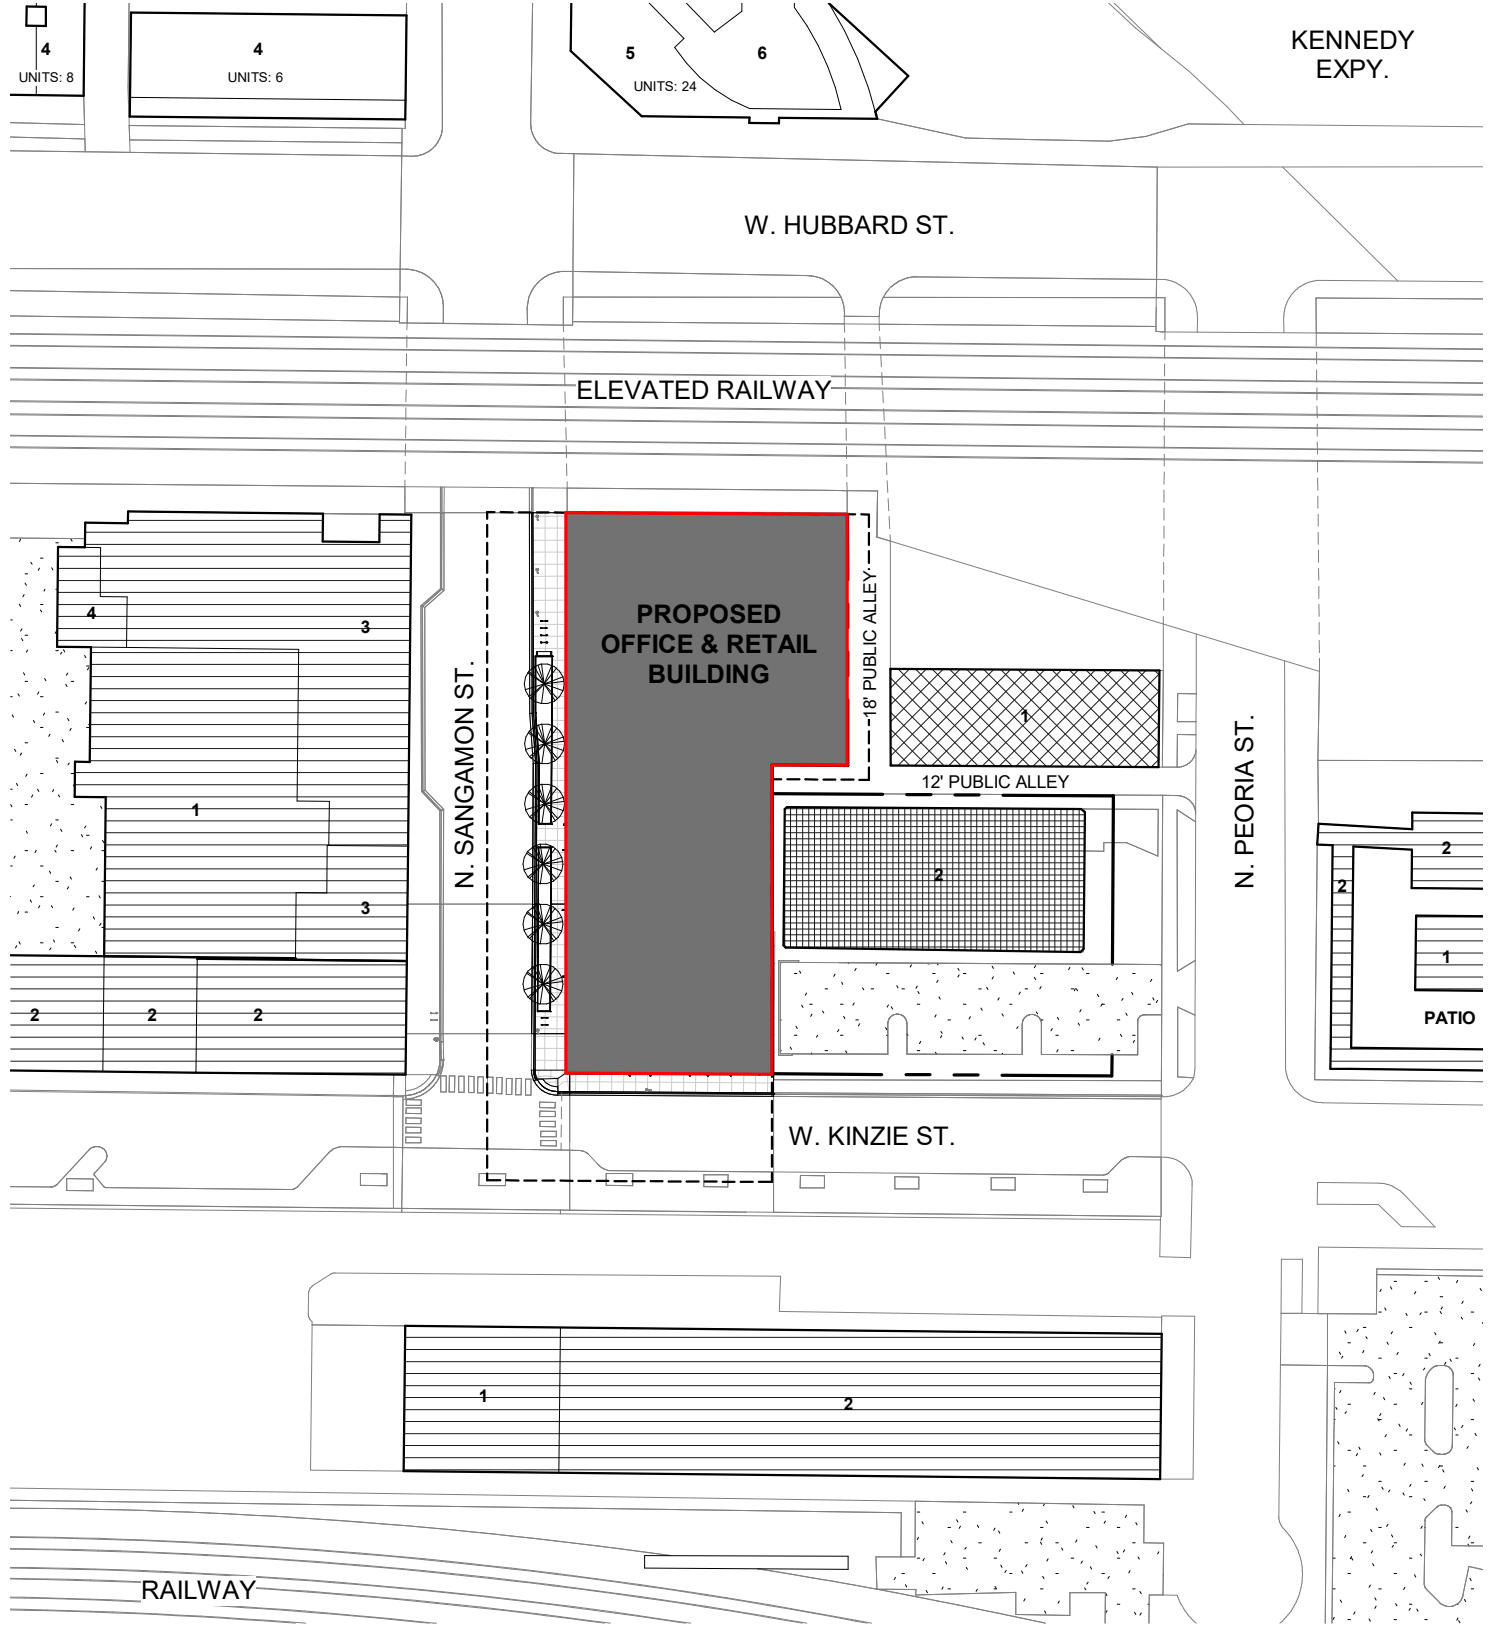 KENNEDY
EXPY.
4
UNITS: 8
4
UNITS: 6
5
UNITS: 24
6
W. HUBBARD ST.
ELEVATED RAILWAY
PROPOSED
OFFICE & RETAIL
BUILDING
18' PUBLIC ALLEY
4
3
N. SANGAMON ST.
1
12' PUBLIC ALLEY
N. PEORIA ST.
1
2
2
2
3
1
2
2
2
PATIO
W. KINZIE ST.
1
2
RAILWAY